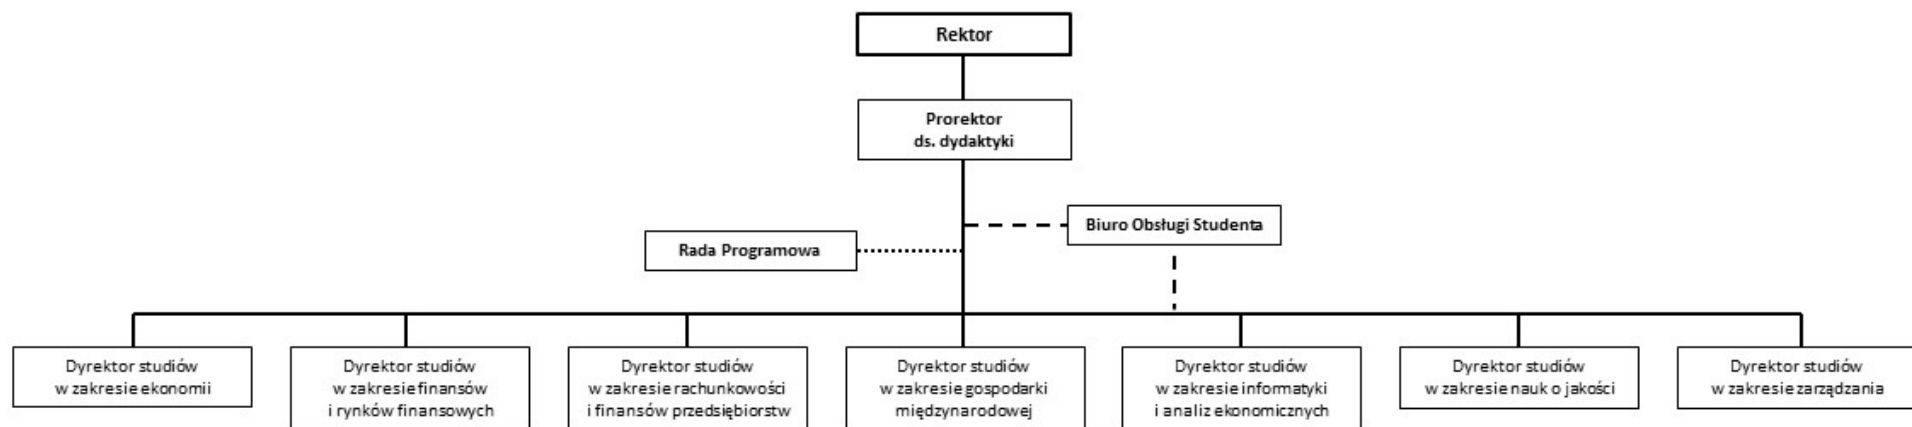 Rektor
Prorektor
ds. dydaktyki
Biuro Obsługi Studenta
Rada Programowa
Dyrektor studiów
w zakresie ekonomii
Dyrektor studiów
w zakresie finansów
i rynków finansowych
Dyrektor studiów
w zakresie rachunkowości
i finansów przedsiębiorstw
Dyrektor studiów
w zakresie gospodarki
międzynarodowej
Dyrektor studiów
w zakresie informatyki
i analiz ekonomicznych
Dyrektor studiów
w zakresie nauk o jakości
Dyrektor studiów
w zakresie zarządzania